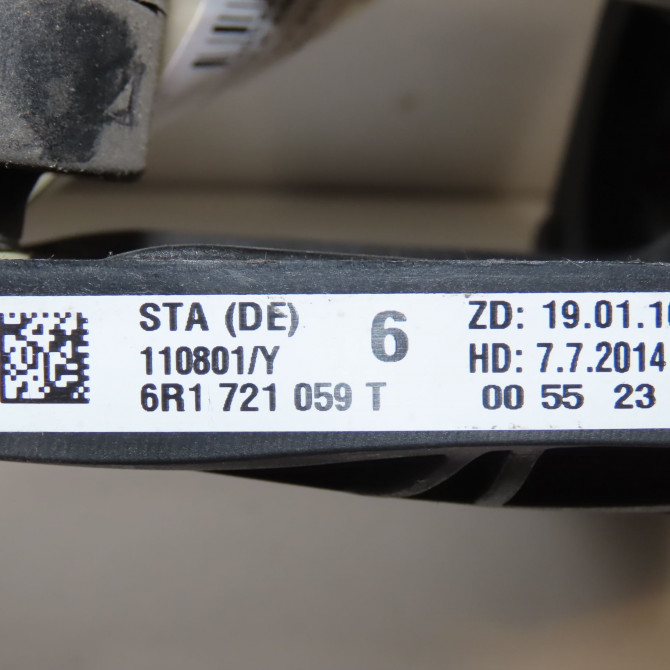 STA (DE) 6 ZD: 19.01.1
110801/Y HD: 7.7.2014
6R1 721 059 T 00 55 23